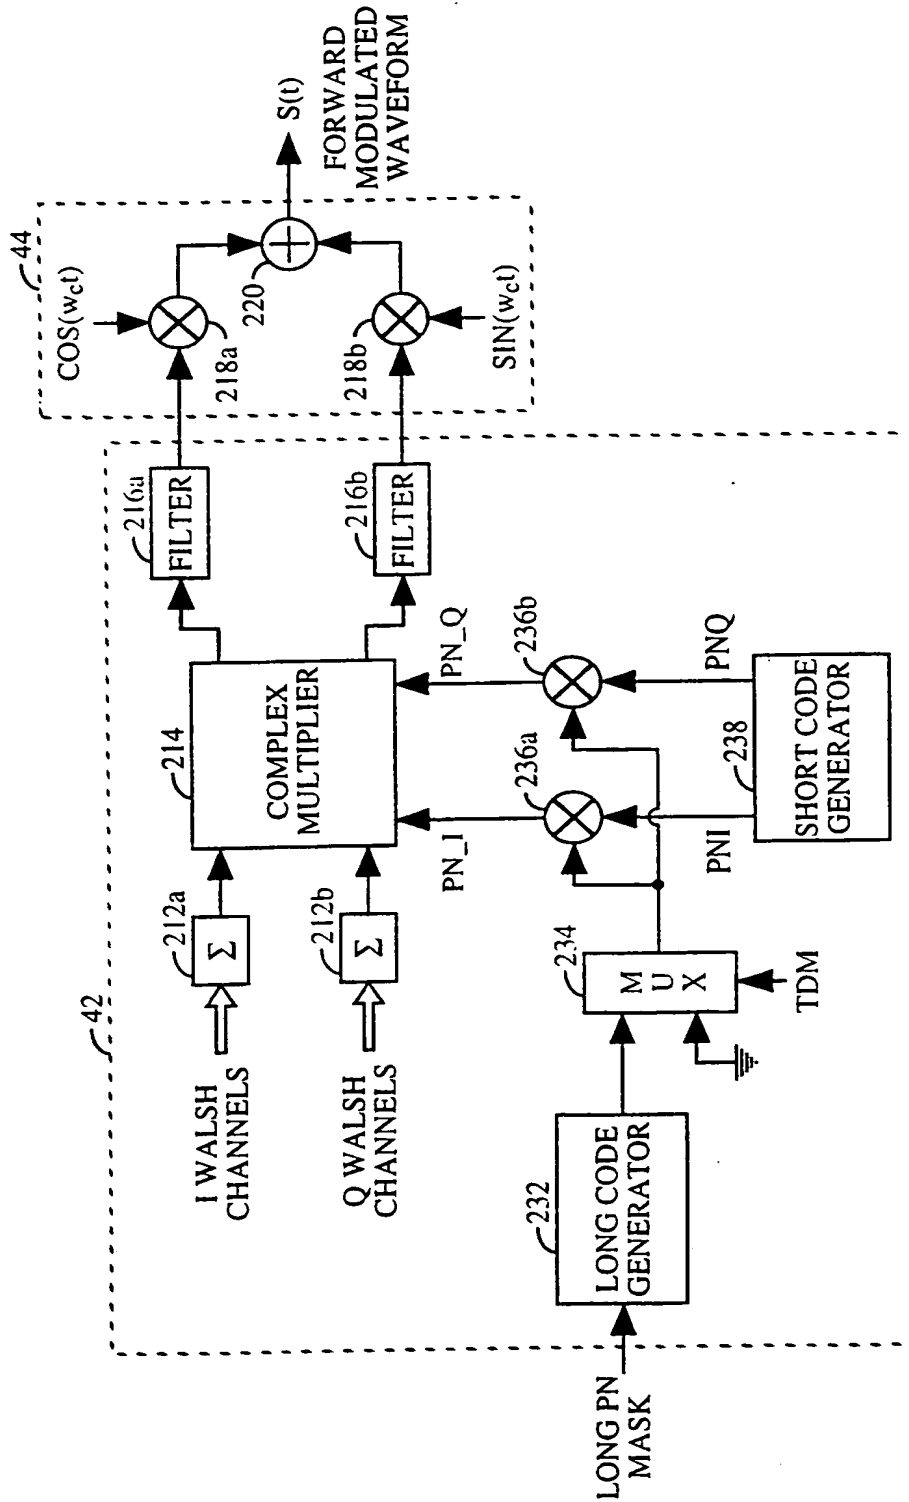 42
44
I WALSH
CHANNELS
212a
Σ
Q WALSH
CHANNELS
212b
Σ
214
COMPLEX
MULTIPLIER
216a
FILTER
216b
FILTER
COS(wct)
218a
218b
SIN(wct)
220
S(t)
FORWARD
MODULATED
WAVEFORM
PN_I
PN_Q
236a
236b
LONG PN
MASK
232
LONG CODE
GENERATOR
234
M
U
X
TDM
PNI
PNQ
238
SHORT CODE
GENERATOR